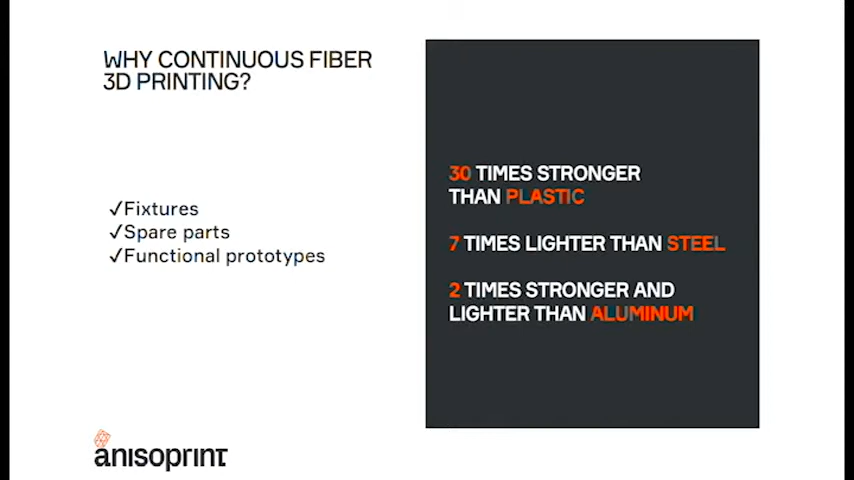 WHY CONTINUOUS FIBER
3D PRINTING?
✓Fixtures
✓Spare parts
✓Functional prototypes
30 TIMES STRONGER
THAN PLASTIC
7 TIMES LIGHTER THAN STEEL
2 TIMES STRONGER AND
LIGHTER THAN ALUMINUM
anisoprint